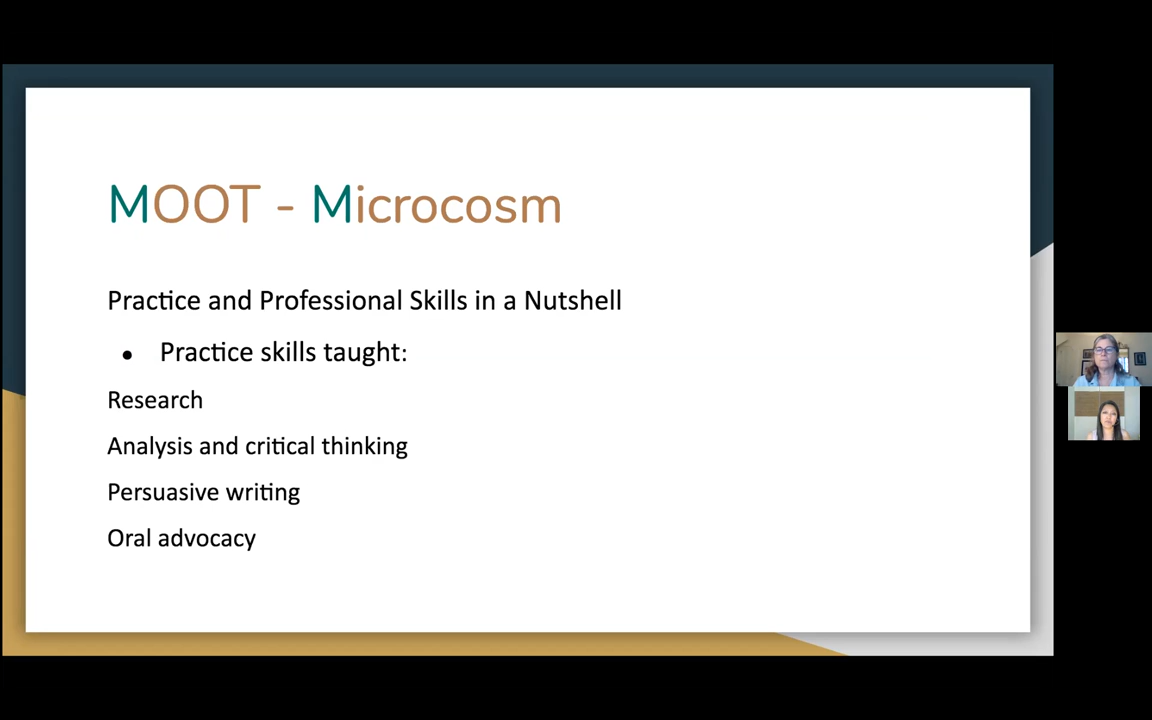 MOOT - Microcosm
Practice and Professional Skills in a Nutshell
● Practice skills taught:
Research
Analysis and critical thinking
Persuasive writing
Oral advocacy